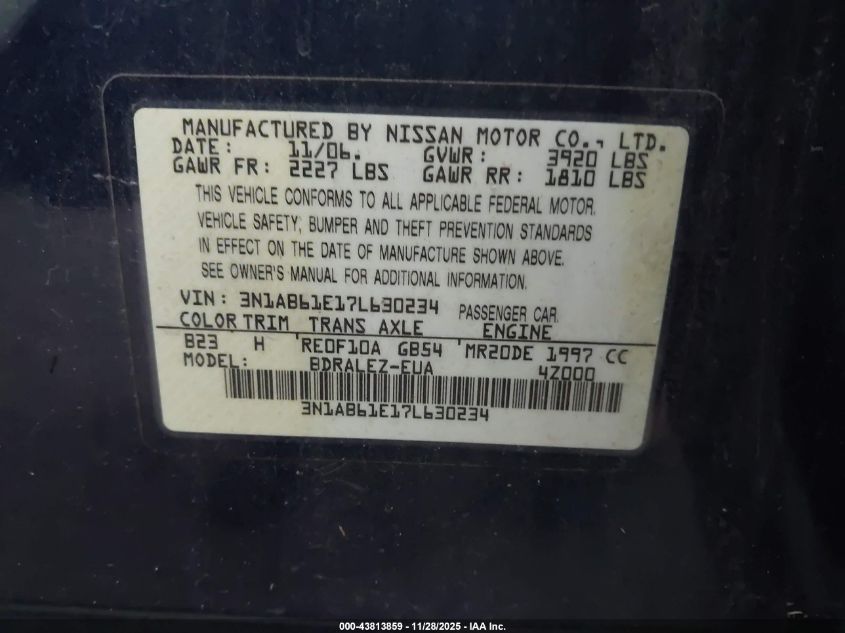 MANUFACTURED BY NISSAN MOTOR CO., LTD.
DATE: 11/06. GVWR: 3920 LBS
GAWR FR: 2227 LBS GAWR RR: 1810 LBS
THIS VEHICLE CONFORMS TO ALL APPLICABLE FEDERAL MOTOR.
VEHICLE SAFETY, BUMPER AND THEFT PREVENTION STANDARDS
IN EFFECT ON THE DATE OF MANUFACTURE SHOWN ABOVE.
SEE OWNER'S MANUAL FOR ADDITIONAL INFORMATION.
VIN: 3N1AB61E17L630234 PASSENGER CAR.
COLOR TRIM TRANS AXLE ENGINE
B23 H RE0F10A GB54 MR20DE 1997 CC
MODEL: BDRALEZ-EUA 4Z000
3N1AB61E17L630234
000-43813859 - 11/28/2025 - IAA Inc.